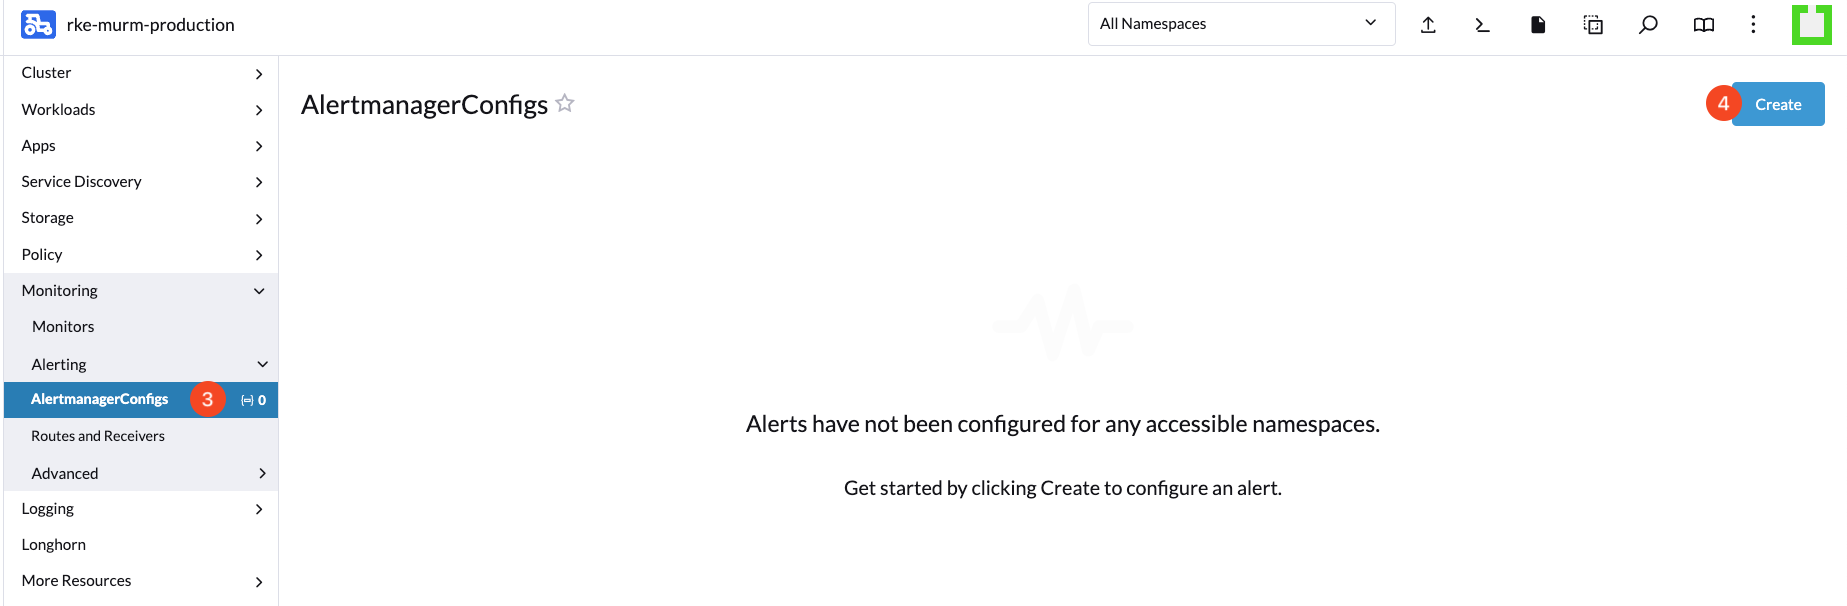 rke-murm-production
All Namespaces
Cluster
Workloads
Apps
Service Discovery
Storage
Policy
Monitoring
Monitors
Alerting
AlertmanagerConfigs 3 0
Routes and Receivers
Advanced
Logging
Longhorn
More Resources
AlertmanagerConfigs
4 Create
Alerts have not been configured for any accessible namespaces.
Get started by clicking Create to configure an alert.